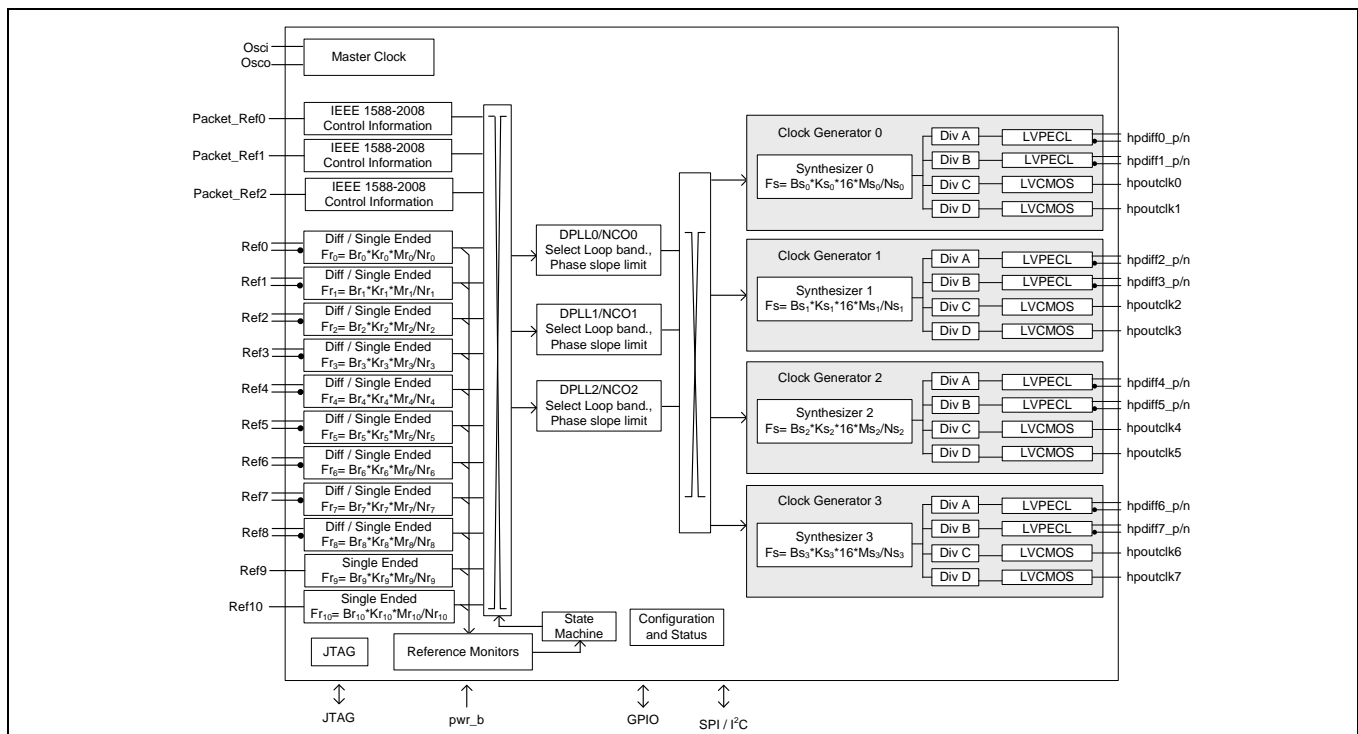 Osci
Osco
Master Clock
Packet_Ref0
IEEE 1588-2008
Control Information
Packet_Ref1
IEEE 1588-2008
Control Information
Packet_Ref2
IEEE 1588-2008
Control Information
Ref0
Diff / Single Ended
Fr₀= Br₀*Kr₀*Mr₀/Nr₀
Ref1
Diff / Single Ended
Fr₁= Br₁*Kr₁*Mr₁/Nr₁
Ref2
Diff / Single Ended
Fr₂= Br₂*Kr₂*Mr₂/Nr₂
Ref3
Diff / Single Ended
Fr₃= Br₃*Kr₃*Mr₃/Nr₃
Ref4
Diff / Single Ended
Fr₄= Br₄*Kr₄*Mr₄/Nr₄
Ref5
Diff / Single Ended
Fr₅= Br₅*Kr₅*Mr₅/Nr₅
Ref6
Diff / Single Ended
Fr₆= Br₆*Kr₆*Mr₆/Nr₆
Ref7
Diff / Single Ended
Fr₇= Br₇*Kr₇*Mr₇/Nr₇
Ref8
Diff / Single Ended
Fr₈= Br₈*Kr₈*Mr₈/Nr₈
Ref9
Single Ended
Fr₉= Br₉*Kr₉*Mr₉/Nr₉
Ref10
Single Ended
Fr₁₀= Br₁₀*Kr₁₀*Mr₁₀/Nr₁₀
JTAG
Reference Monitors
State
Machine
Configuration
and Status
DPLL0/NCO0
Select Loop band.,
Phase slope limit
DPLL1/NCO1
Select Loop band.,
Phase slope limit
DPLL2/NCO2
Select Loop band.,
Phase slope limit
Clock Generator 0
Synthesizer 0
Fs= Bs₀*Ks₀*16*Ms₀/Ns₀
Div A
LVPECL
hpdiff0_p/n
Div B
LVPECL
hpdiff1_p/n
Div C
LVCMOS
hpoutclk0
Div D
LVCMOS
hpoutclk1
Clock Generator 1
Synthesizer 1
Fs= Bs₁*Ks₁*16*Ms₁/Ns₁
Div A
LVPECL
hpdiff2_p/n
Div B
LVPECL
hpdiff3_p/n
Div C
LVCMOS
hpoutclk2
Div D
LVCMOS
hpoutclk3
Clock Generator 2
Synthesizer 2
Fs= Bs₂*Ks₂*16*Ms₂/Ns₂
Div A
LVPECL
hpdiff4_p/n
Div B
LVPECL
hpdiff5_p/n
Div C
LVCMOS
hpoutclk4
Div D
LVCMOS
hpoutclk5
Clock Generator 3
Synthesizer 3
Fs= Bs₃*Ks₃*16*Ms₃/Ns₃
Div A
LVPECL
hpdiff6_p/n
Div B
LVPECL
hpdiff7_p/n
Div C
LVCMOS
hpoutclk6
Div D
LVCMOS
hpoutclk7
JTAG
pwr_b
GPIO
SPI / I²C